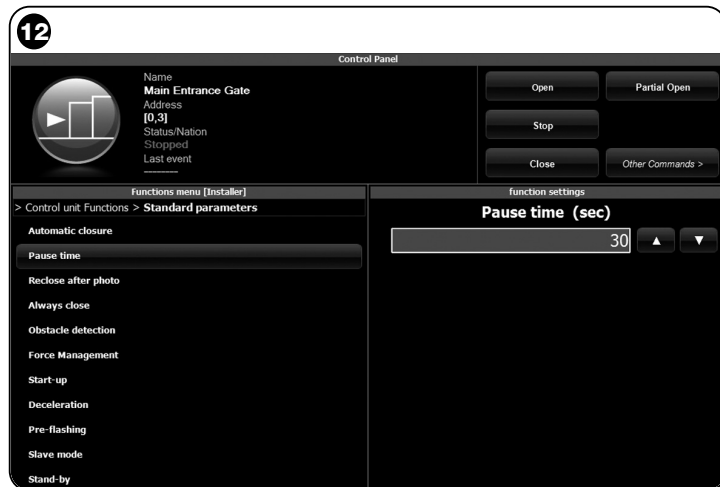 12
Control Panel
Name
Main Entrance Gate
Address
[0,3]
Status/Nation
Stopped
Last event
--------
Open
Partial Open
Stop
Close
Other Commands >
Functions menu [Installer]
> Control unit Functions > Standard parameters
Automatic closure
Pause time
Reclose after photo
Always close
Obstacle detection
Force Management
Start-up
Deceleration
Pre-flashing
Slave mode
Stand-by
function settings
Pause time (sec)
30